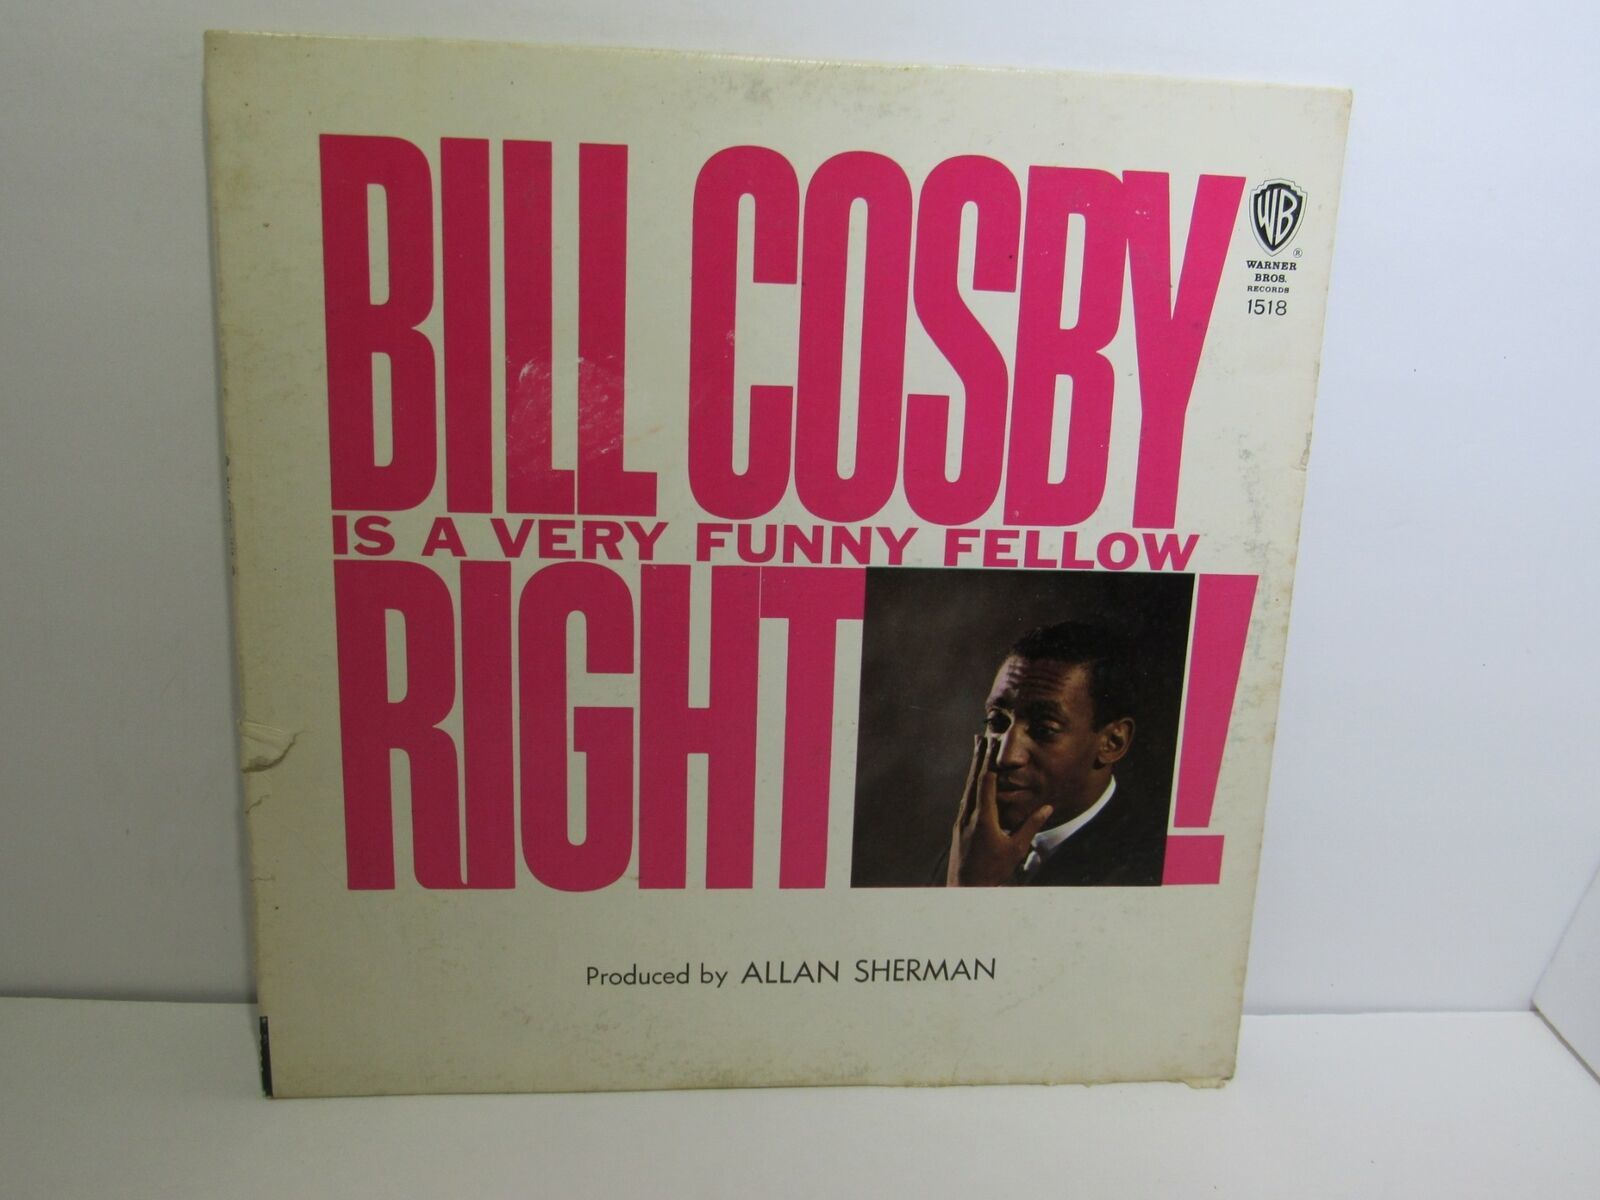 BILL COSBY
WB
®
WARNER
BROS.
RECORDS
1518
IS A VERY FUNNY FELLOW
RIGHT!
Produced by ALLAN SHERMAN